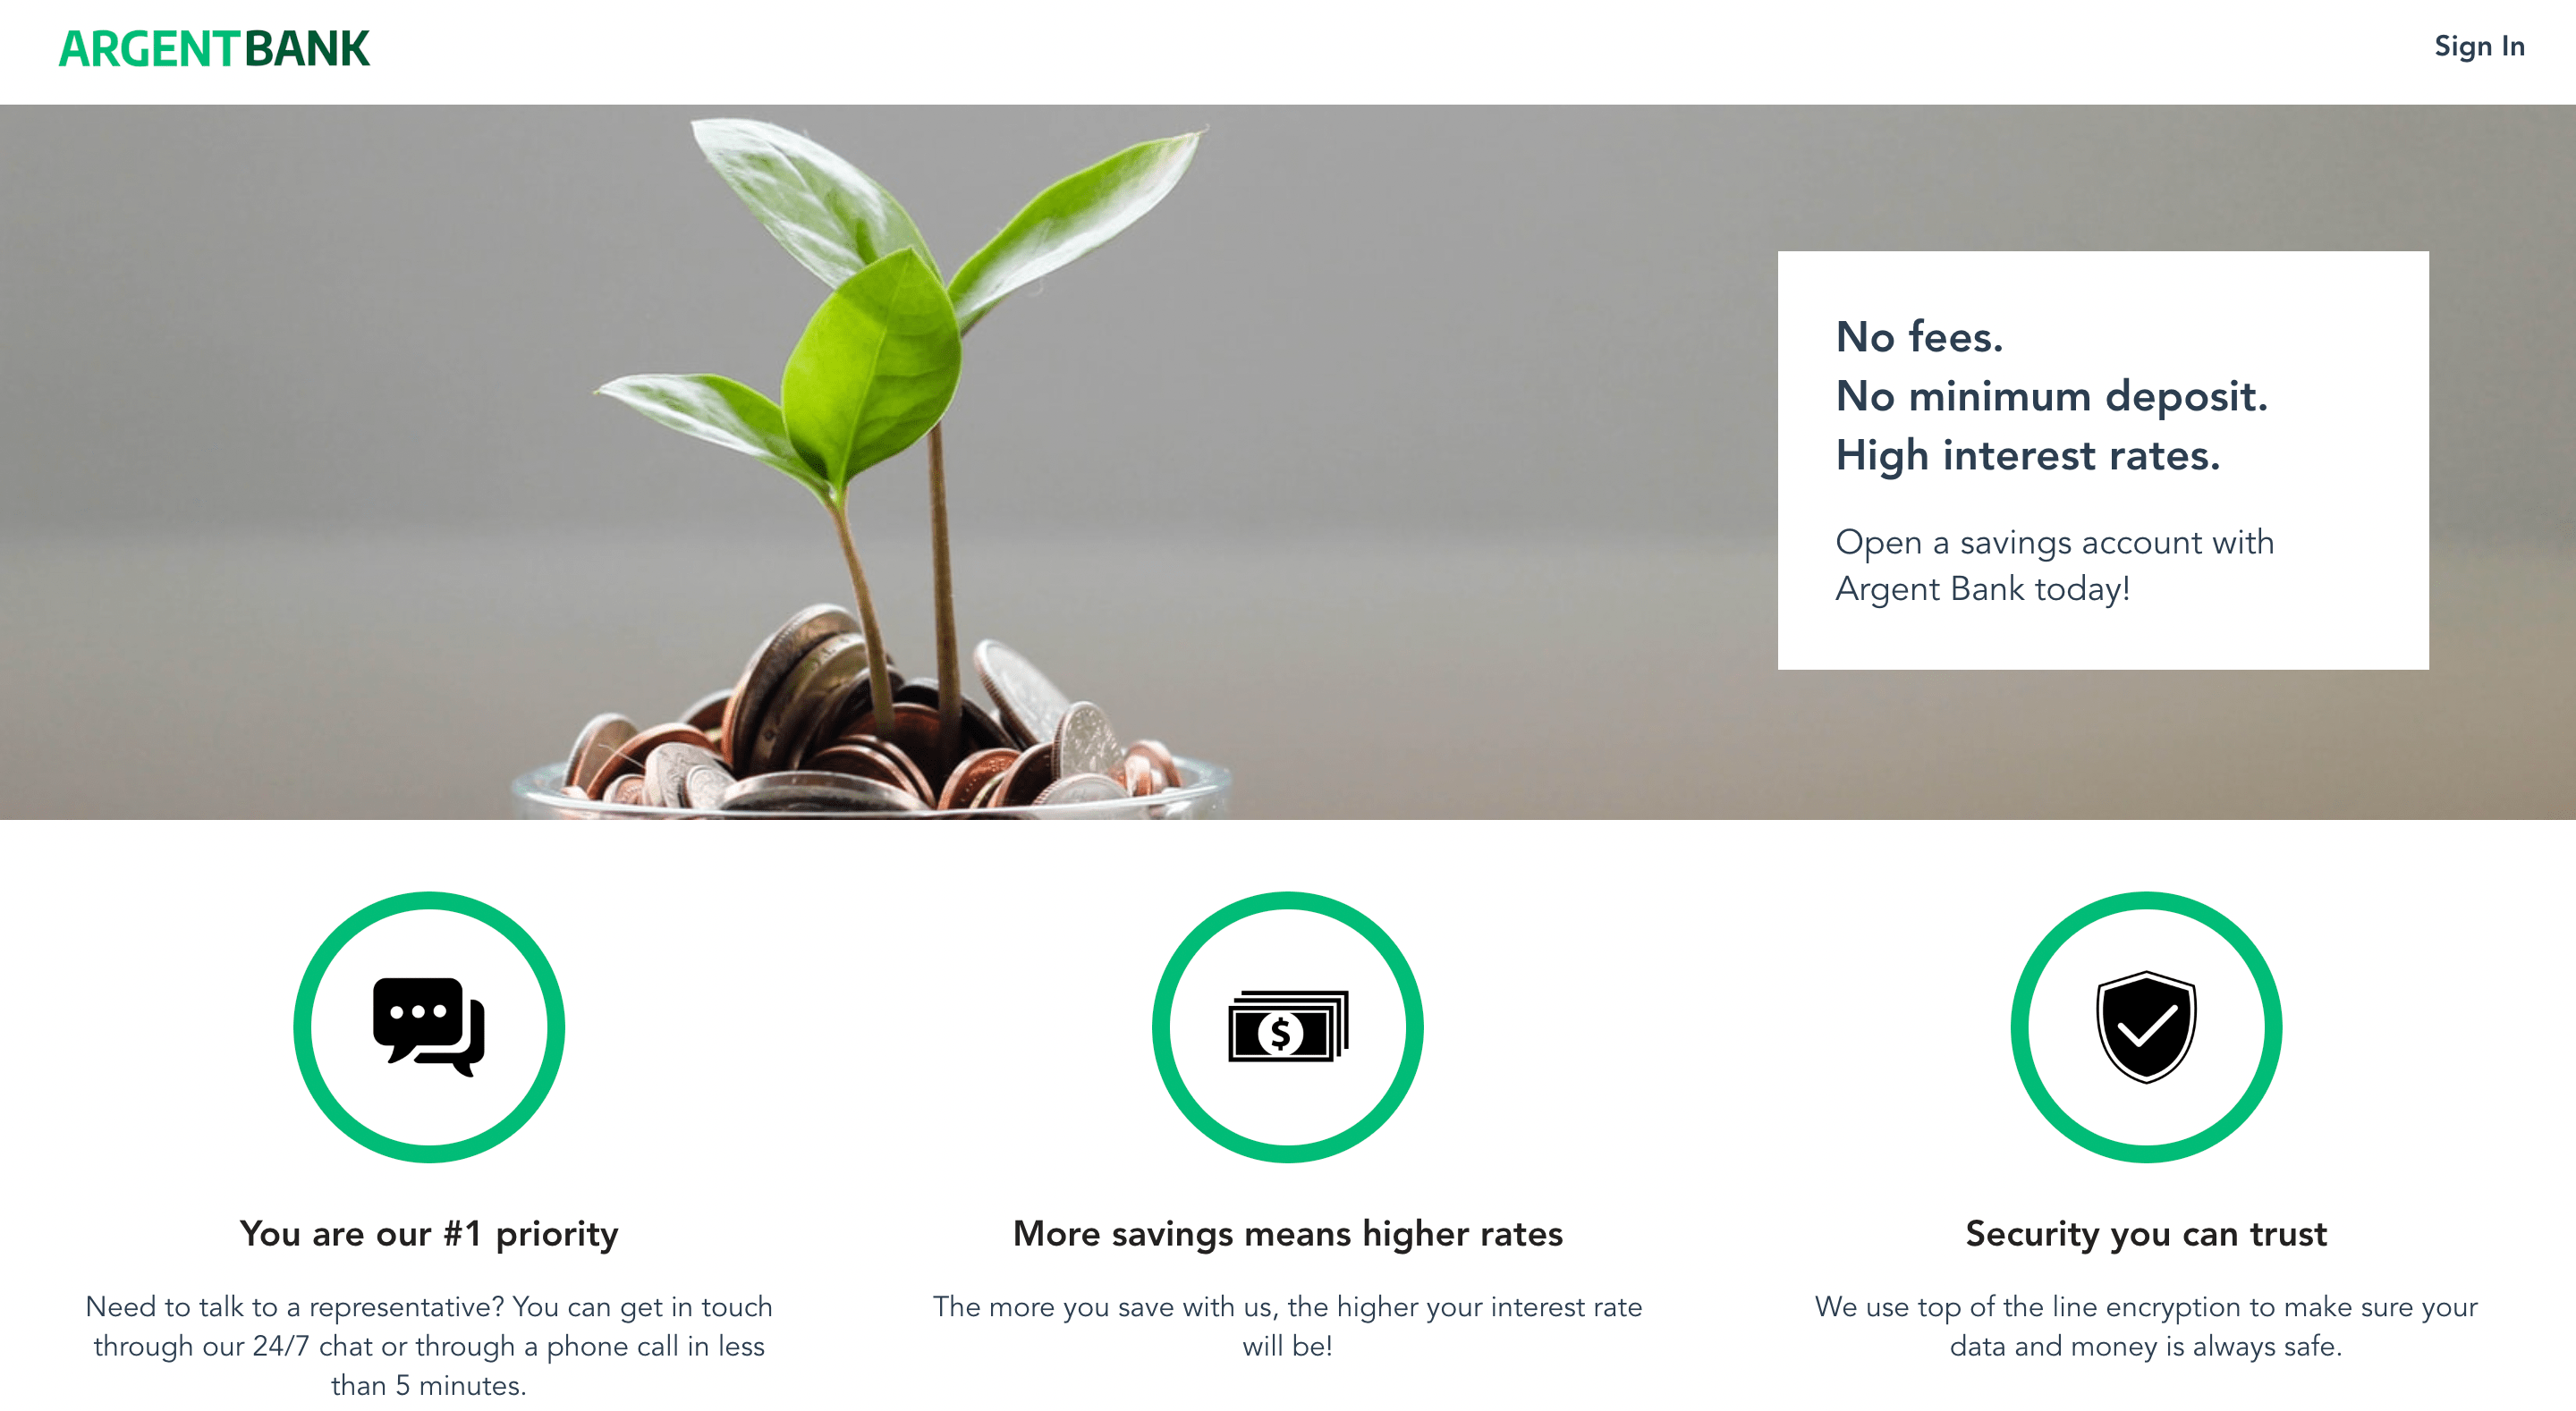 ARGENTBANK
Sign In
No fees.
No minimum deposit.
High interest rates.
Open a savings account with
Argent Bank today!
$
You are our #1 priority
Need to talk to a representative? You can get in touch
through our 24/7 chat or through a phone call in less
than 5 minutes.
More savings means higher rates
The more you save with us, the higher your interest rate
will be!
Security you can trust
We use top of the line encryption to make sure your
data and money is always safe.